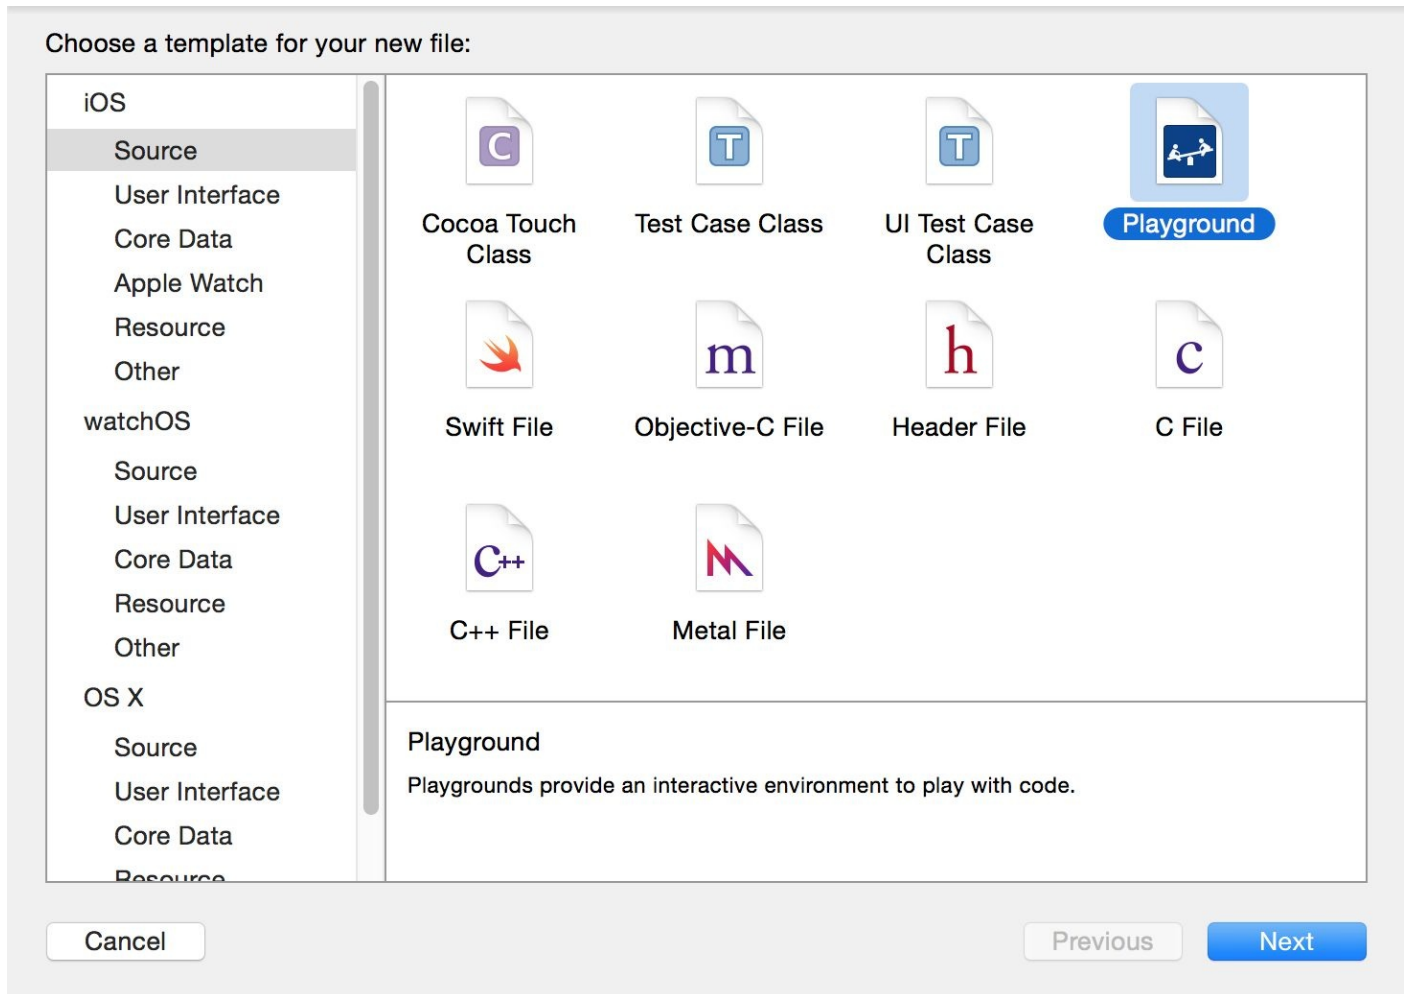 Choose a template for your new file:
iOS
Source
User Interface
Core Data
Apple Watch
Resource
Other
watchOS
Source
User Interface
Core Data
Resource
Other
OS X
Source
User Interface
Core Data
Resource
C
T
T
Cocoa Touch
Class
Test Case Class
UI Test Case
Class
Playground
m
h
c
Swift File
Objective-C File
Header File
C File
C++
C++ File
Metal File
Playground
Playgrounds provide an interactive environment to play with code.
Cancel
Previous
Next